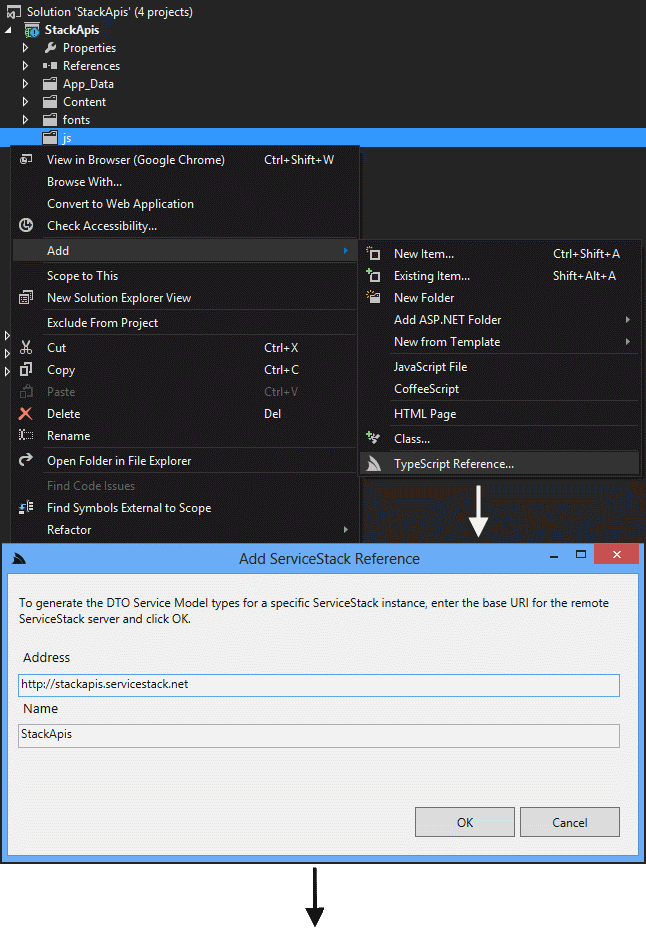 Solution 'StackApis' (4 projects)
StackApis
Properties
References
App_Data
Content
fonts
js
View in Browser (Google Chrome) Ctrl+Shift+W
Browse With...
Convert to Web Application
Check Accessibility...
Add
Scope to This
New Solution Explorer View
Exclude From Project
Cut Ctrl+X
Copy Ctrl+C
Paste Ctrl+V
Delete Del
Rename
Open Folder in File Explorer
Find Code Issues
Find Symbols External to Scope
Refactor
New Item... Ctrl+Shift+A
Existing Item... Shift+Alt+A
New Folder
Add ASP.NET Folder
New from Template
JavaScript File
CoffeeScript
HTML Page
Class...
TypeScript Reference...
Add ServiceStack Reference
To generate the DTO Service Model types for a specific ServiceStack instance, enter the base URI for the remote
ServiceStack server and click OK.
Address
http://stackapis.servicestack.net
Name
StackApis
OK Cancel